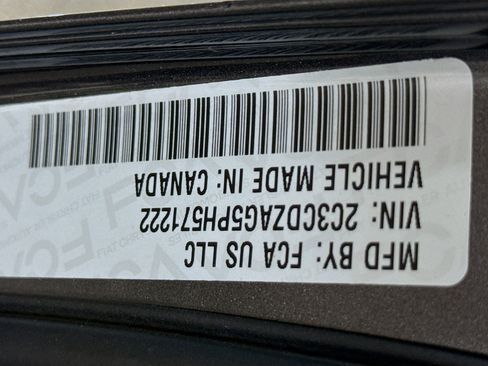 MFD BY: FCA US LLC
VIN: 2C3CDZAG5PH571222
VEHICLE MADE IN: CANADA